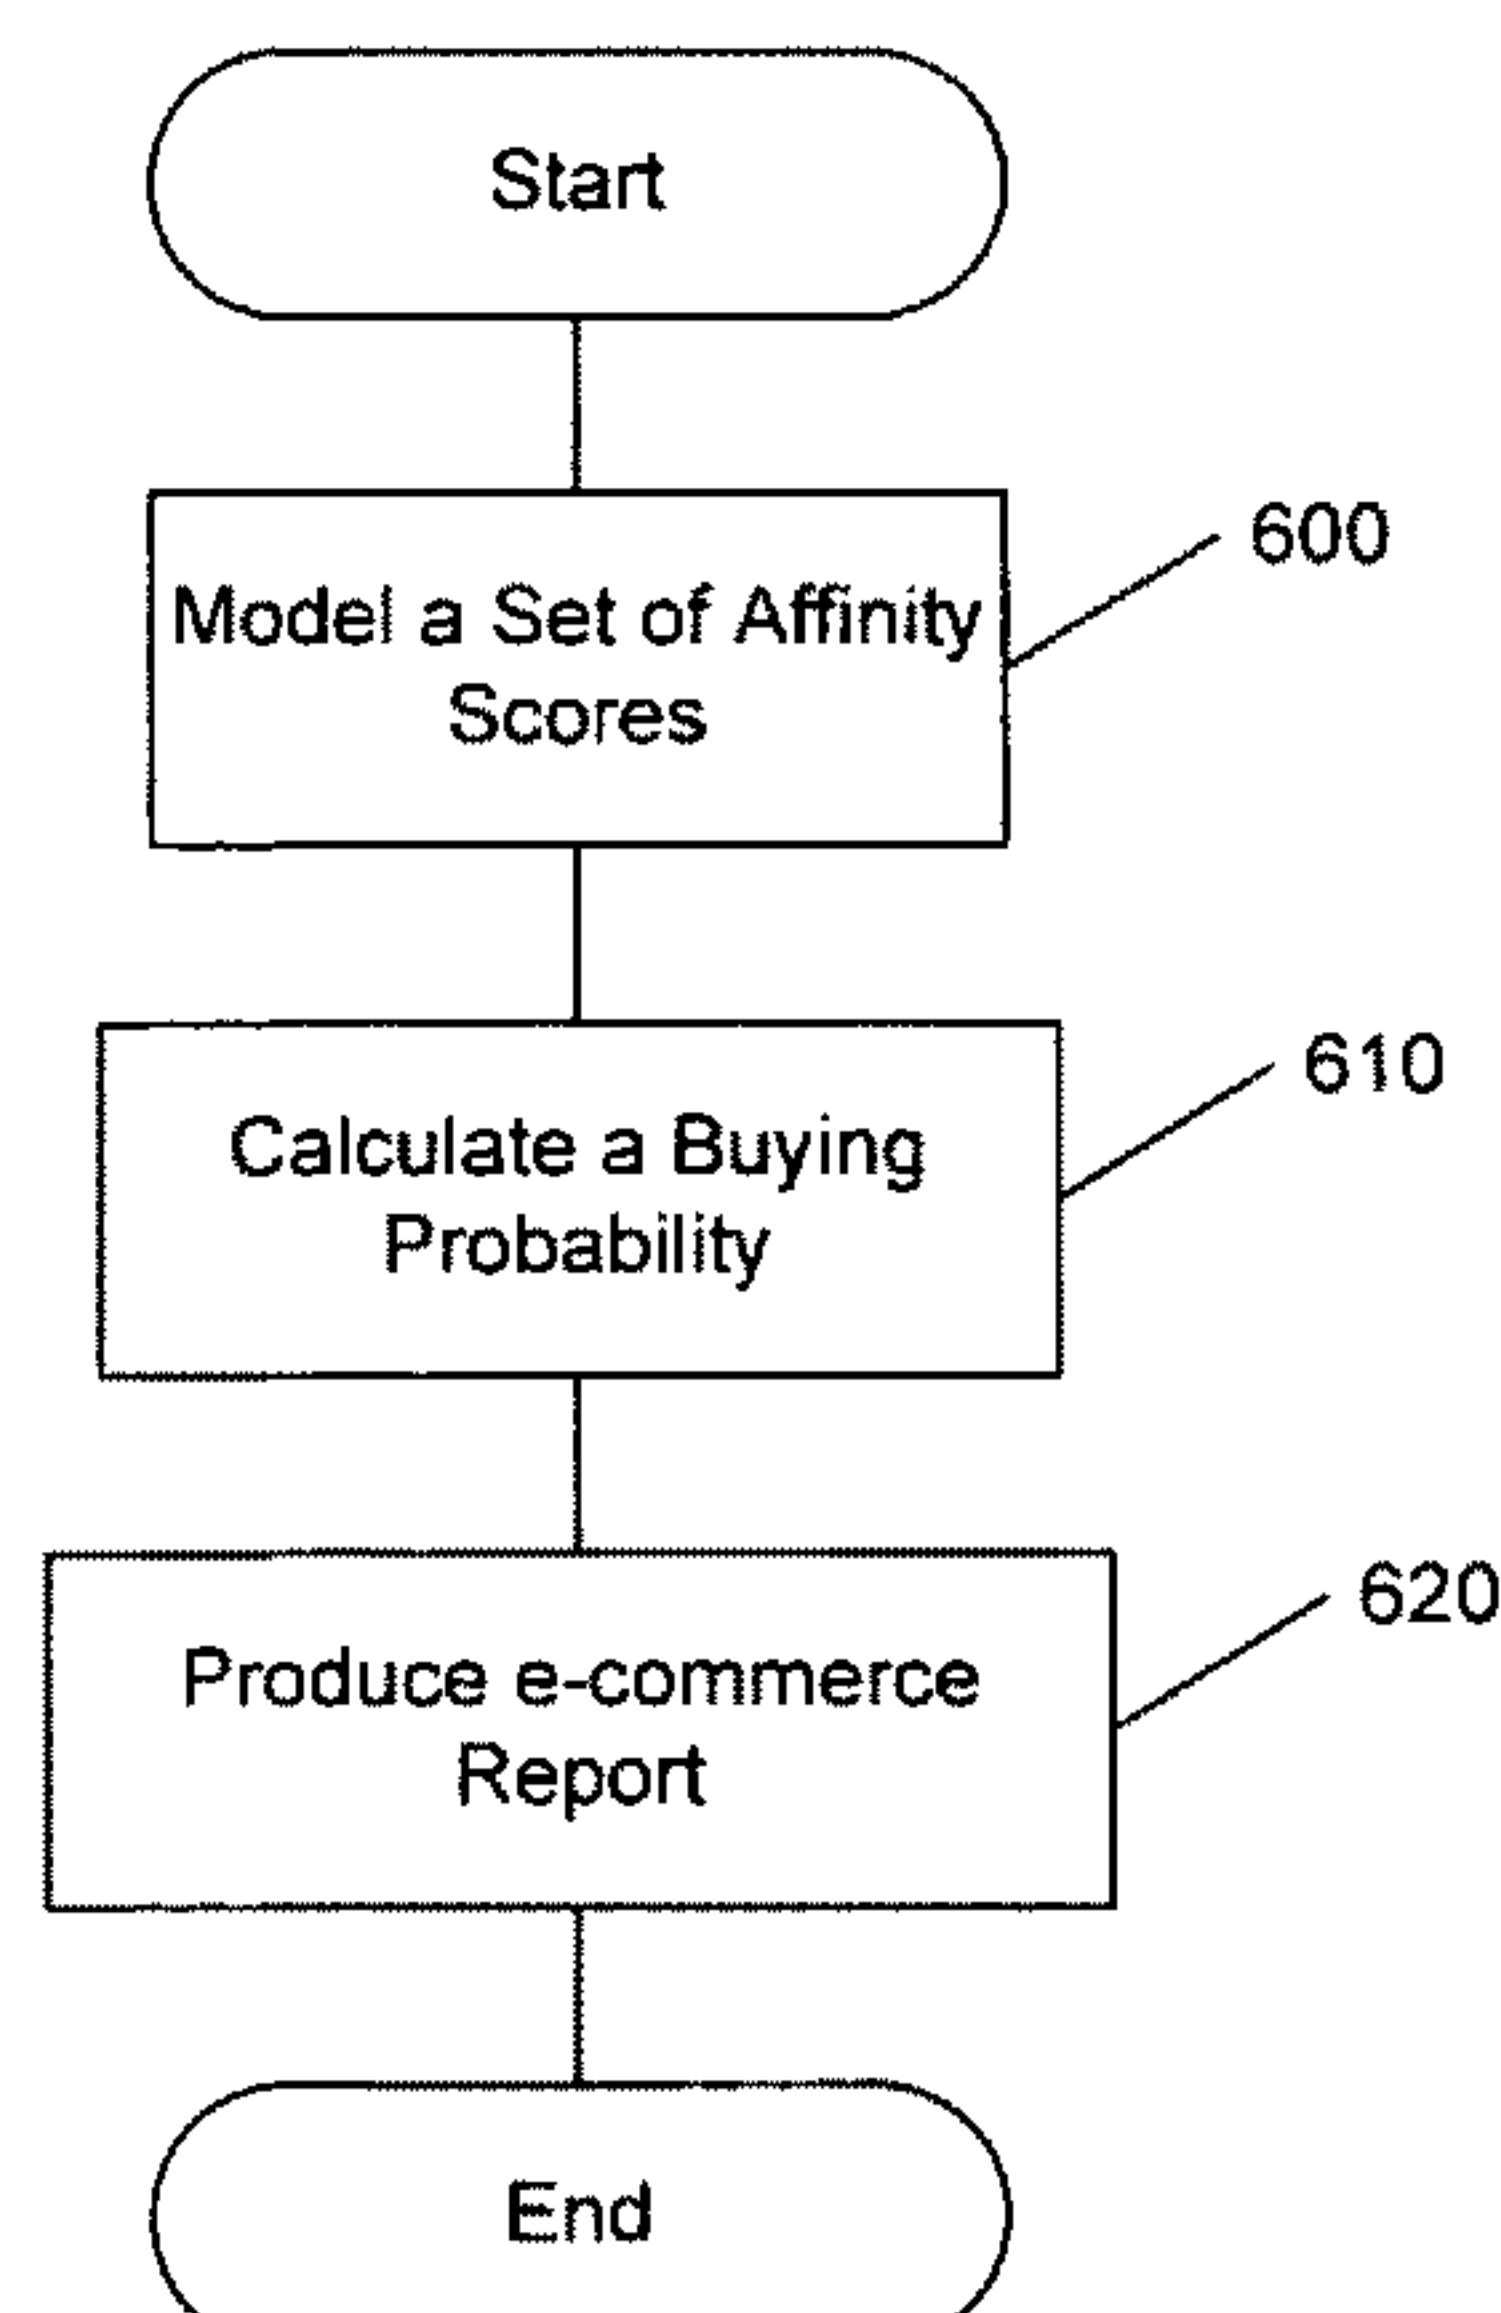 Start
600
Model a Set of Affinity
Scores
610
Calculate a Buying
Probability
620
Produce e-commerce
Report
End